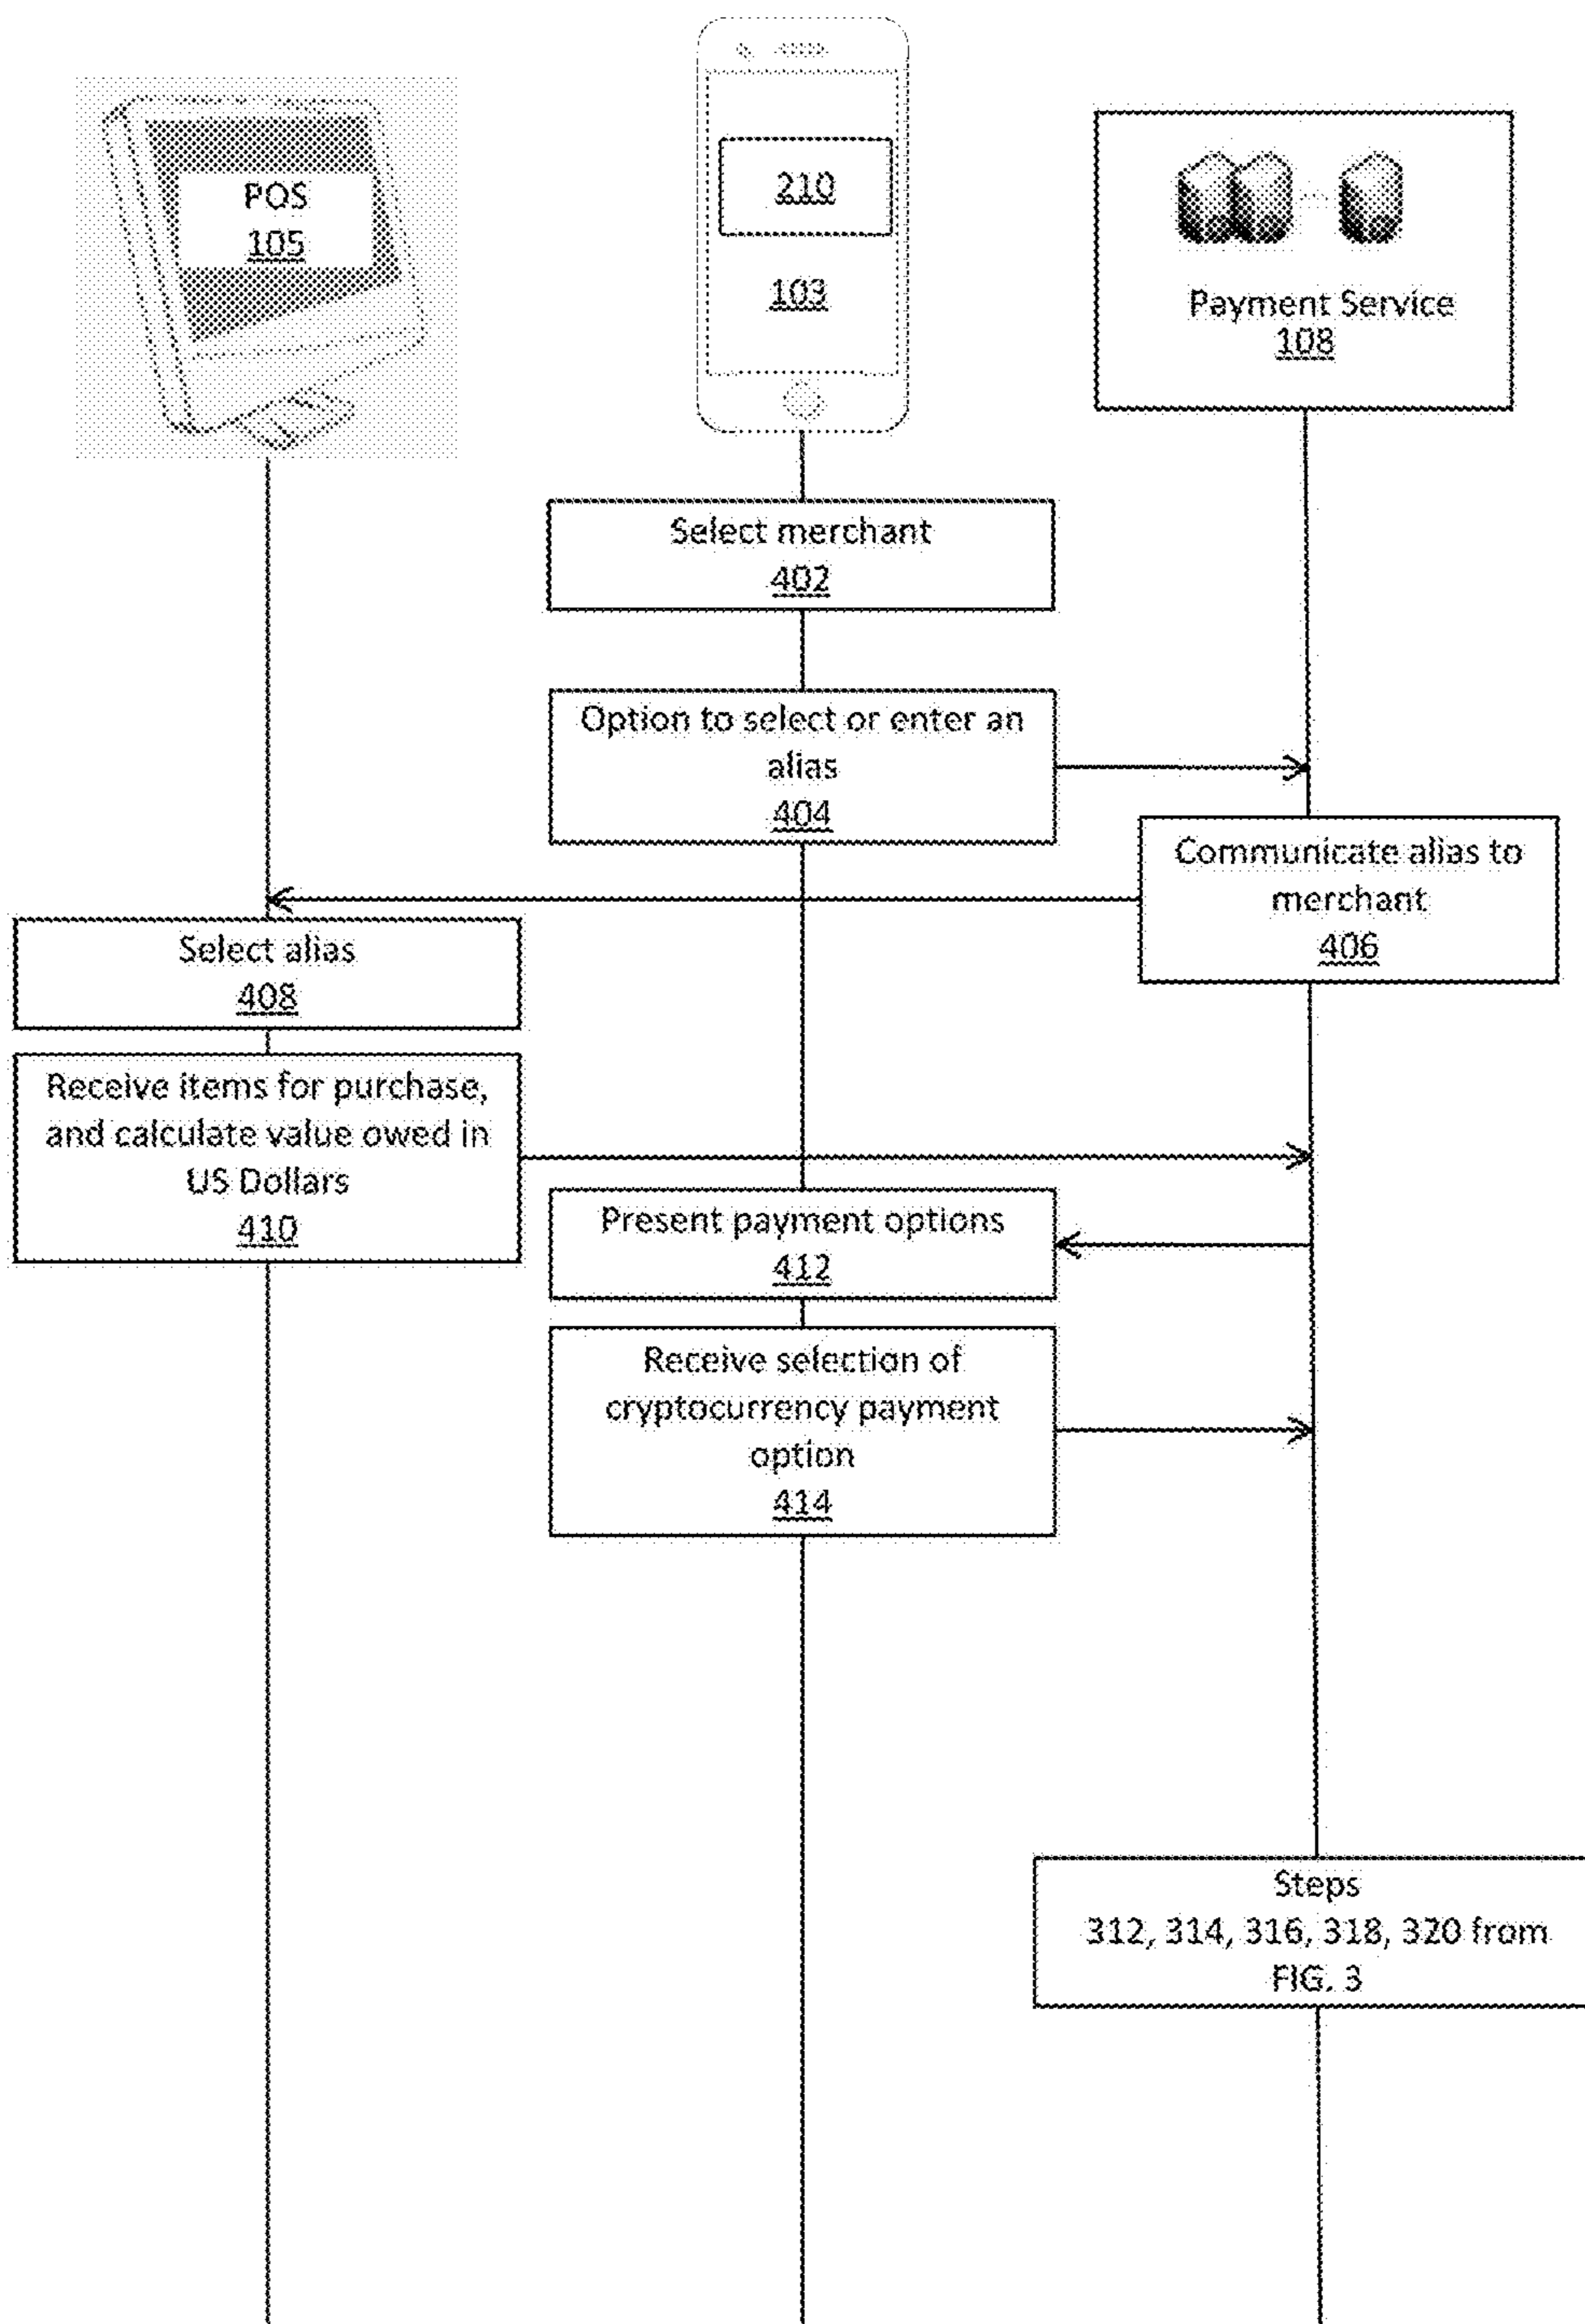 POS
105
210
103
Payment Service
108
Select merchant
402
Option to select or enter an
alias
404
Communicate alias to
merchant
406
Select alias
408
Receive items for purchase,
and calculate value owed in
US Dollars
410
Present payment options
412
Receive selection of
cryptocurrency payment
option
414
Steps
312, 314, 316, 318, 320 from
FIG. 3